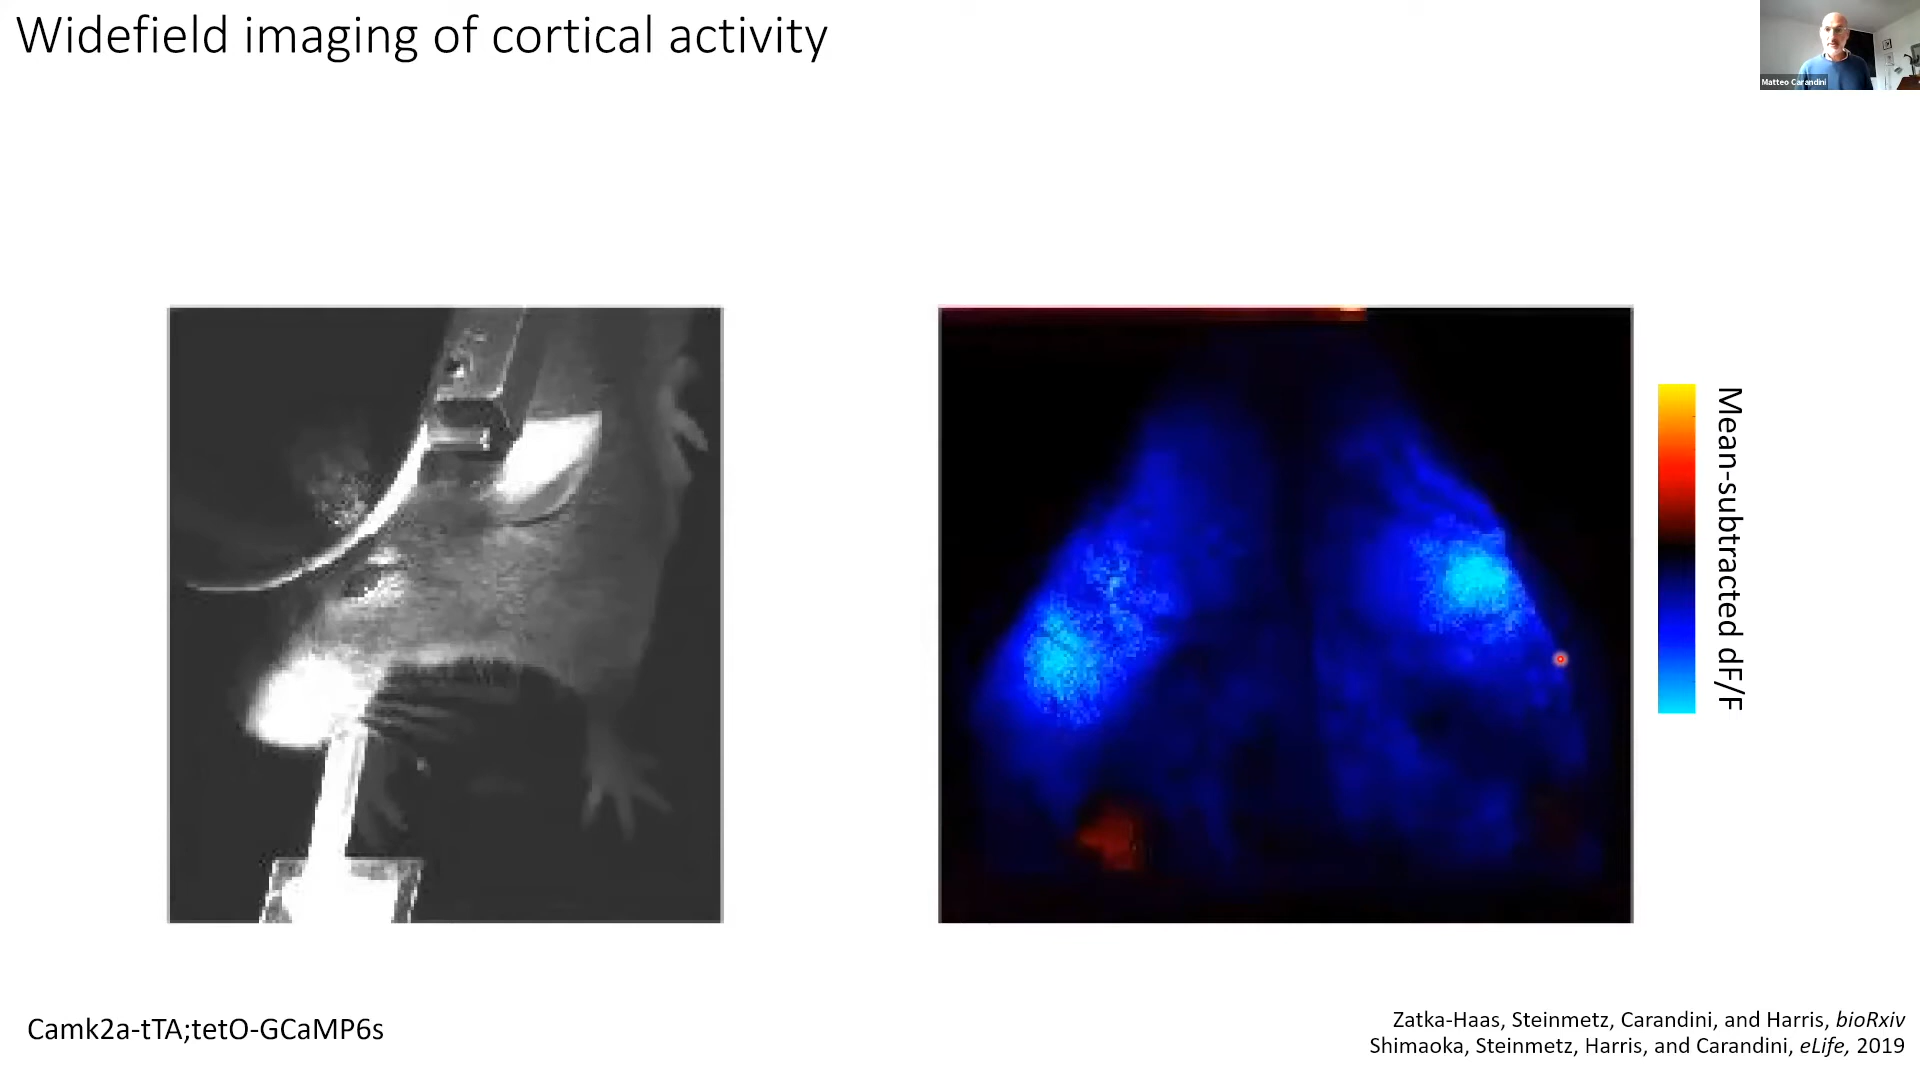 Widefield imaging of cortical activity
Matteo Carandini
Mean-subtracted dF/F
Camk2a-tTA;tetO-GCaMP6s
Zatka-Haas, Steinmetz, Carandini, and Harris, bioRxiv
Shimaoka, Steinmetz, Harris, and Carandini, eLife, 2019